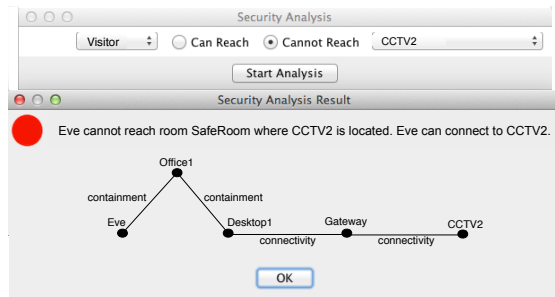 Security Analysis
Visitor Can Reach Cannot Reach CCTV2
Start Analysis
Security Analysis Result
Eve cannot reach room SafeRoom where CCTV2 is located. Eve can connect to CCTV2.
Office1
containment containment
Eve Desktop1 Gateway CCTV2
connectivity connectivity
OK